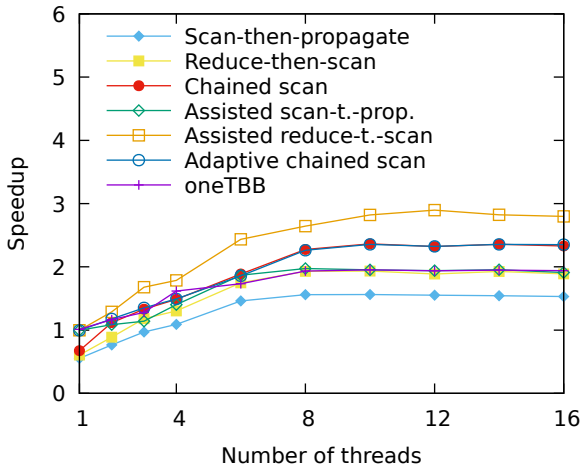 6
5
4
3
2
1
0
Speedup
Scan-then-propagate
Reduce-then-scan
Chained scan
Assisted scan-t.-prop.
Assisted reduce-t.-scan
Adaptive chained scan
oneTBB
1 4 8 12 16
Number of threads